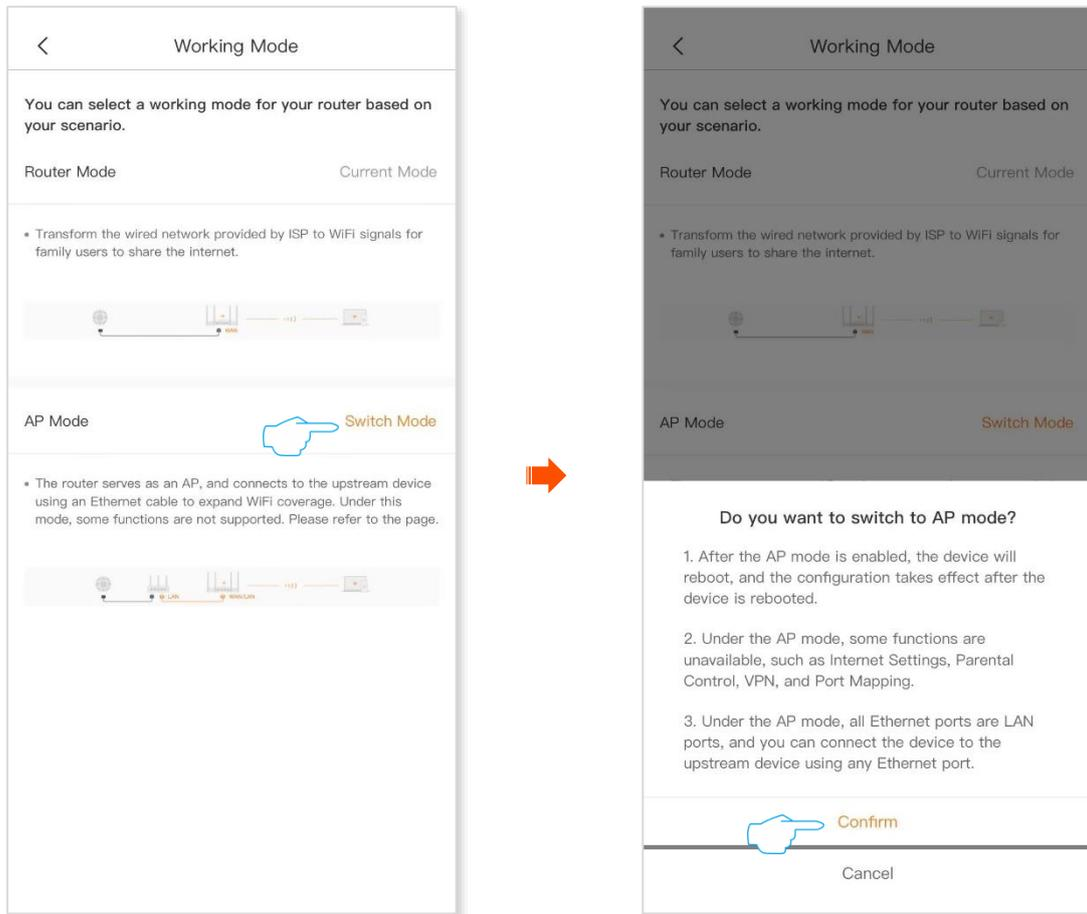 Working Mode
You can select a working mode for your router based on
your scenario.
Router Mode Current Mode
• Transform the wired network provided by ISP to WiFi signals for
family users to share the internet.
WAN
AP Mode Switch Mode
• The router serves as an AP, and connects to the upstream device
using an Ethernet cable to expand WiFi coverage. Under this
mode, some functions are not supported. Please refer to the page.
LAN WAN/LAN
Working Mode
You can select a working mode for your router based on
your scenario.
Router Mode Current Mode
• Transform the wired network provided by ISP to WiFi signals for
family users to share the internet.
WAN
AP Mode Switch Mode
Do you want to switch to AP mode?
1. After the AP mode is enabled, the device will
reboot, and the configuration takes effect after the
device is rebooted.
2. Under the AP mode, some functions are
unavailable, such as Internet Settings, Parental
Control, VPN, and Port Mapping.
3. Under the AP mode, all Ethernet ports are LAN
ports, and you can connect the device to the
upstream device using any Ethernet port.
Confirm
Cancel